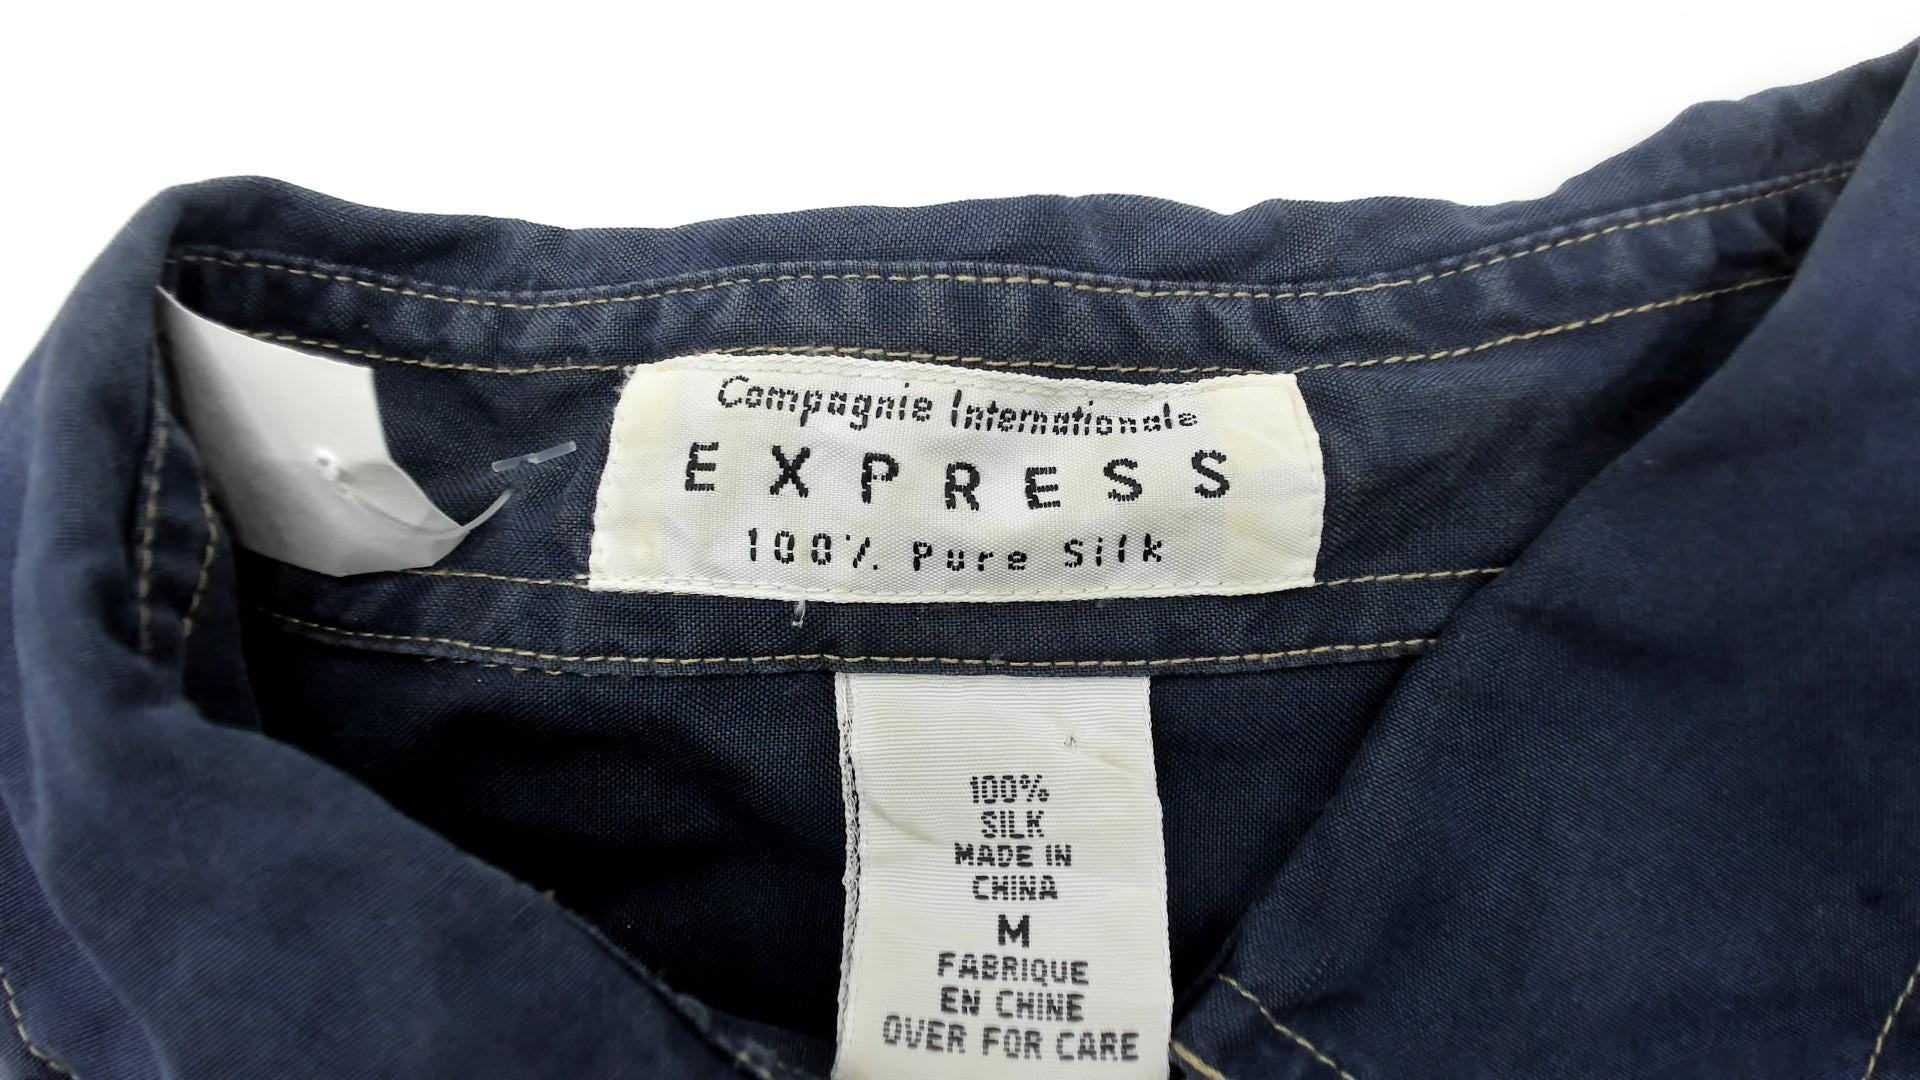 Compagnie Internationale
EXPRESS
100% Pure Silk
100%
SILK
MADE IN
CHINA
M
FABRIQUE
EN CHINE
OVER FOR CARE